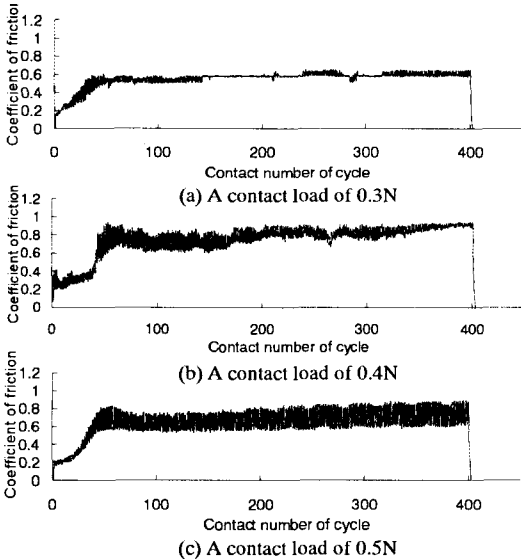 Coefficient of friction
1.2
1
0.8
0.6
0.4
0.2
0
0 100 200 300 400
Contact number of cycle
(a) A contact load of 0.3N
Coefficient of friction
1.2
1
0.8
0.6
0.4
0.2
0
0 100 200 300 400
Contact number of cycle
(b) A contact load of 0.4N
Coefficient of friction
1.2
1
0.8
0.6
0.4
0.2
0
0 100 200 300 400
Contact number of cycle
(c) A contact load of 0.5N